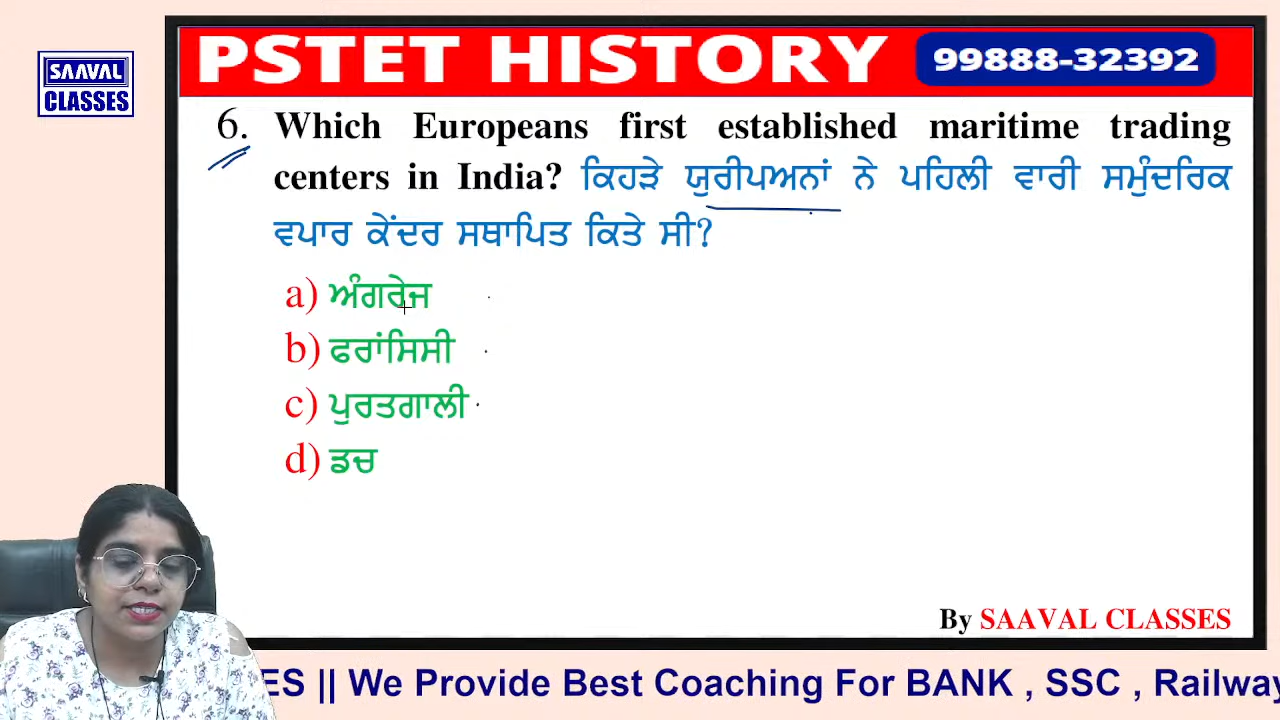 SAAVAL
CLASSES
PSTET HISTORY
99888-32392
6. Which Europeans first established maritime trading
centers in India? ਕਿਹੜੇ ਯੁਰੀਪਅਨਾਂ ਨੇ ਪਹਿਲੀ ਵਾਰੀ ਸਮੁੰਦਰਿਕ
ਵਪਾਰ ਕੇਂਦਰ ਸਥਾਪਿਤ ਕਿਤੇ ਸੀ?
a) ਅੰਗਰੇਜ
b) ਫਰਾਂਸਿਸੀ
c) ਪੁਰਤਗਾਲੀ
d) ਡਚ
By SAAVAL CLASSES
ES || We Provide Best Coaching For BANK , SSC , Railway